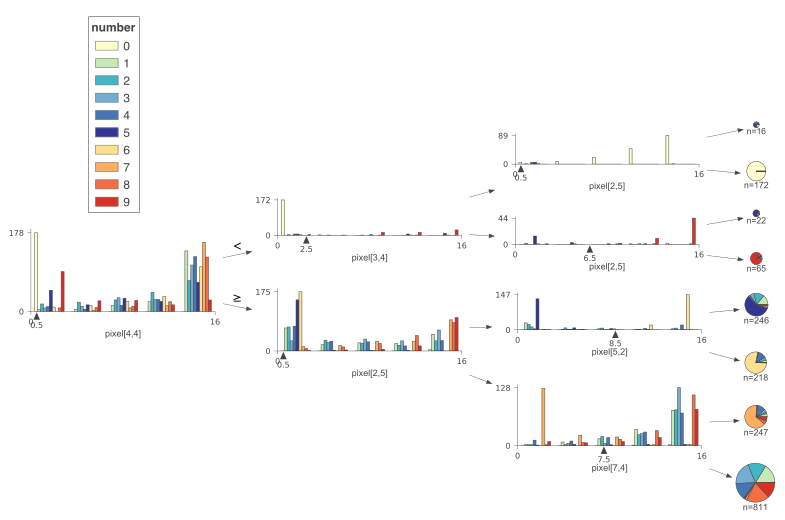 number
0
1
2
3
4
5
6
7
8
9
89
0
0.5
16
pixel[2,5]
n=16
n=172
172
0
0
2.5
16
pixel[3,4]
<
44
0
0
6.5
16
pixel[2,5]
n=22
n=65
178
0
0
0.5
16
pixel[4,4]
≥
175
0
0
0.5
16
pixel[2,5]
147
0
0
8.5
16
pixel[5,2]
n=246
n=218
128
0
0
7.5
16
pixel[7,4]
n=247
n=811